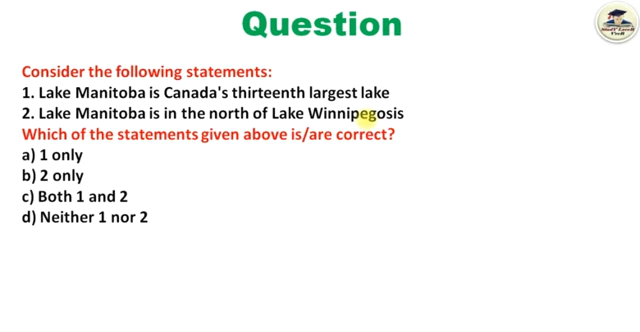 Question
Consider the following statements:
1. Lake Manitoba is Canada's thirteenth largest lake
2. Lake Manitoba is in the north of Lake Winnipegosis
Which of the statements given above is/are correct?
a) 1 only
b) 2 only
c) Both 1 and 2
d) Neither 1 nor 2